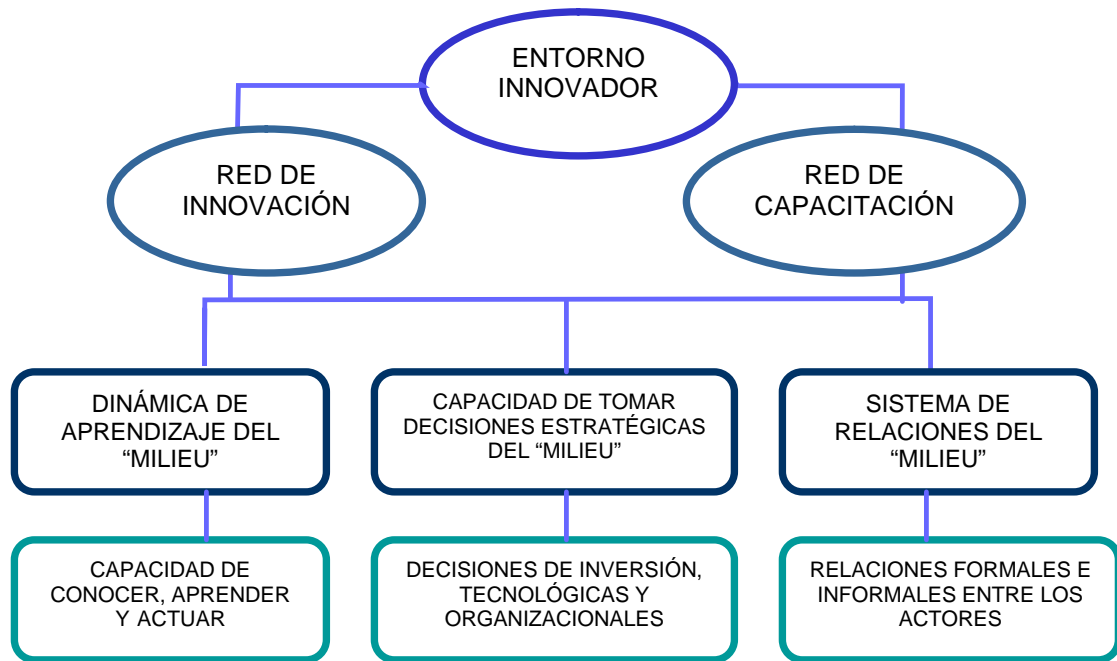 ENTORNO
INNOVADOR
RED DE
INNOVACIÓN
RED DE
CAPACITACIÓN
DINÁMICA DE
APRENDIZAJE DEL
“MILIEU”
CAPACIDAD DE TOMAR
DECISIONES ESTRATÉGICAS
DEL “MILIEU”
SISTEMA DE
RELACIONES DEL
“MILIEU”
CAPACIDAD DE
CONOCER, APRENDER
Y ACTUAR
DECISIONES DE INVERSIÓN,
TECNOLÓGICAS Y
ORGANIZACIONALES
RELACIONES FORMALES E
INFORMALES ENTRE LOS
ACTORES